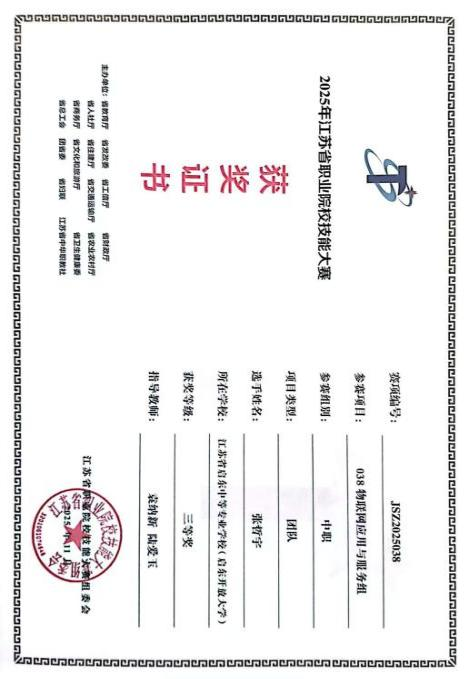 2025年江苏省职业院校技能大赛
获奖证书
主办单位：省教育厅 省发改委 省工信厅 省财政厅
省人社厅 省住建厅 省交通运输厅 省农业农村厅
省商务厅 省文化和旅游厅 省卫生健康委
省总工会 团省委 省妇联 江苏省中华职教社
赛项编号： JSZ2025038
参赛项目： 038 物联网应用与服务组
参赛组别： 中职
项目类型： 团队
选手姓名： 张哲宇
所在学校： 江苏省启东中等专业学校（启东开放大学）
获奖等级： 三等奖
指导教师： 袁纳新 陆爱玉
江苏省职业院校技能大赛组委会
2025年11月